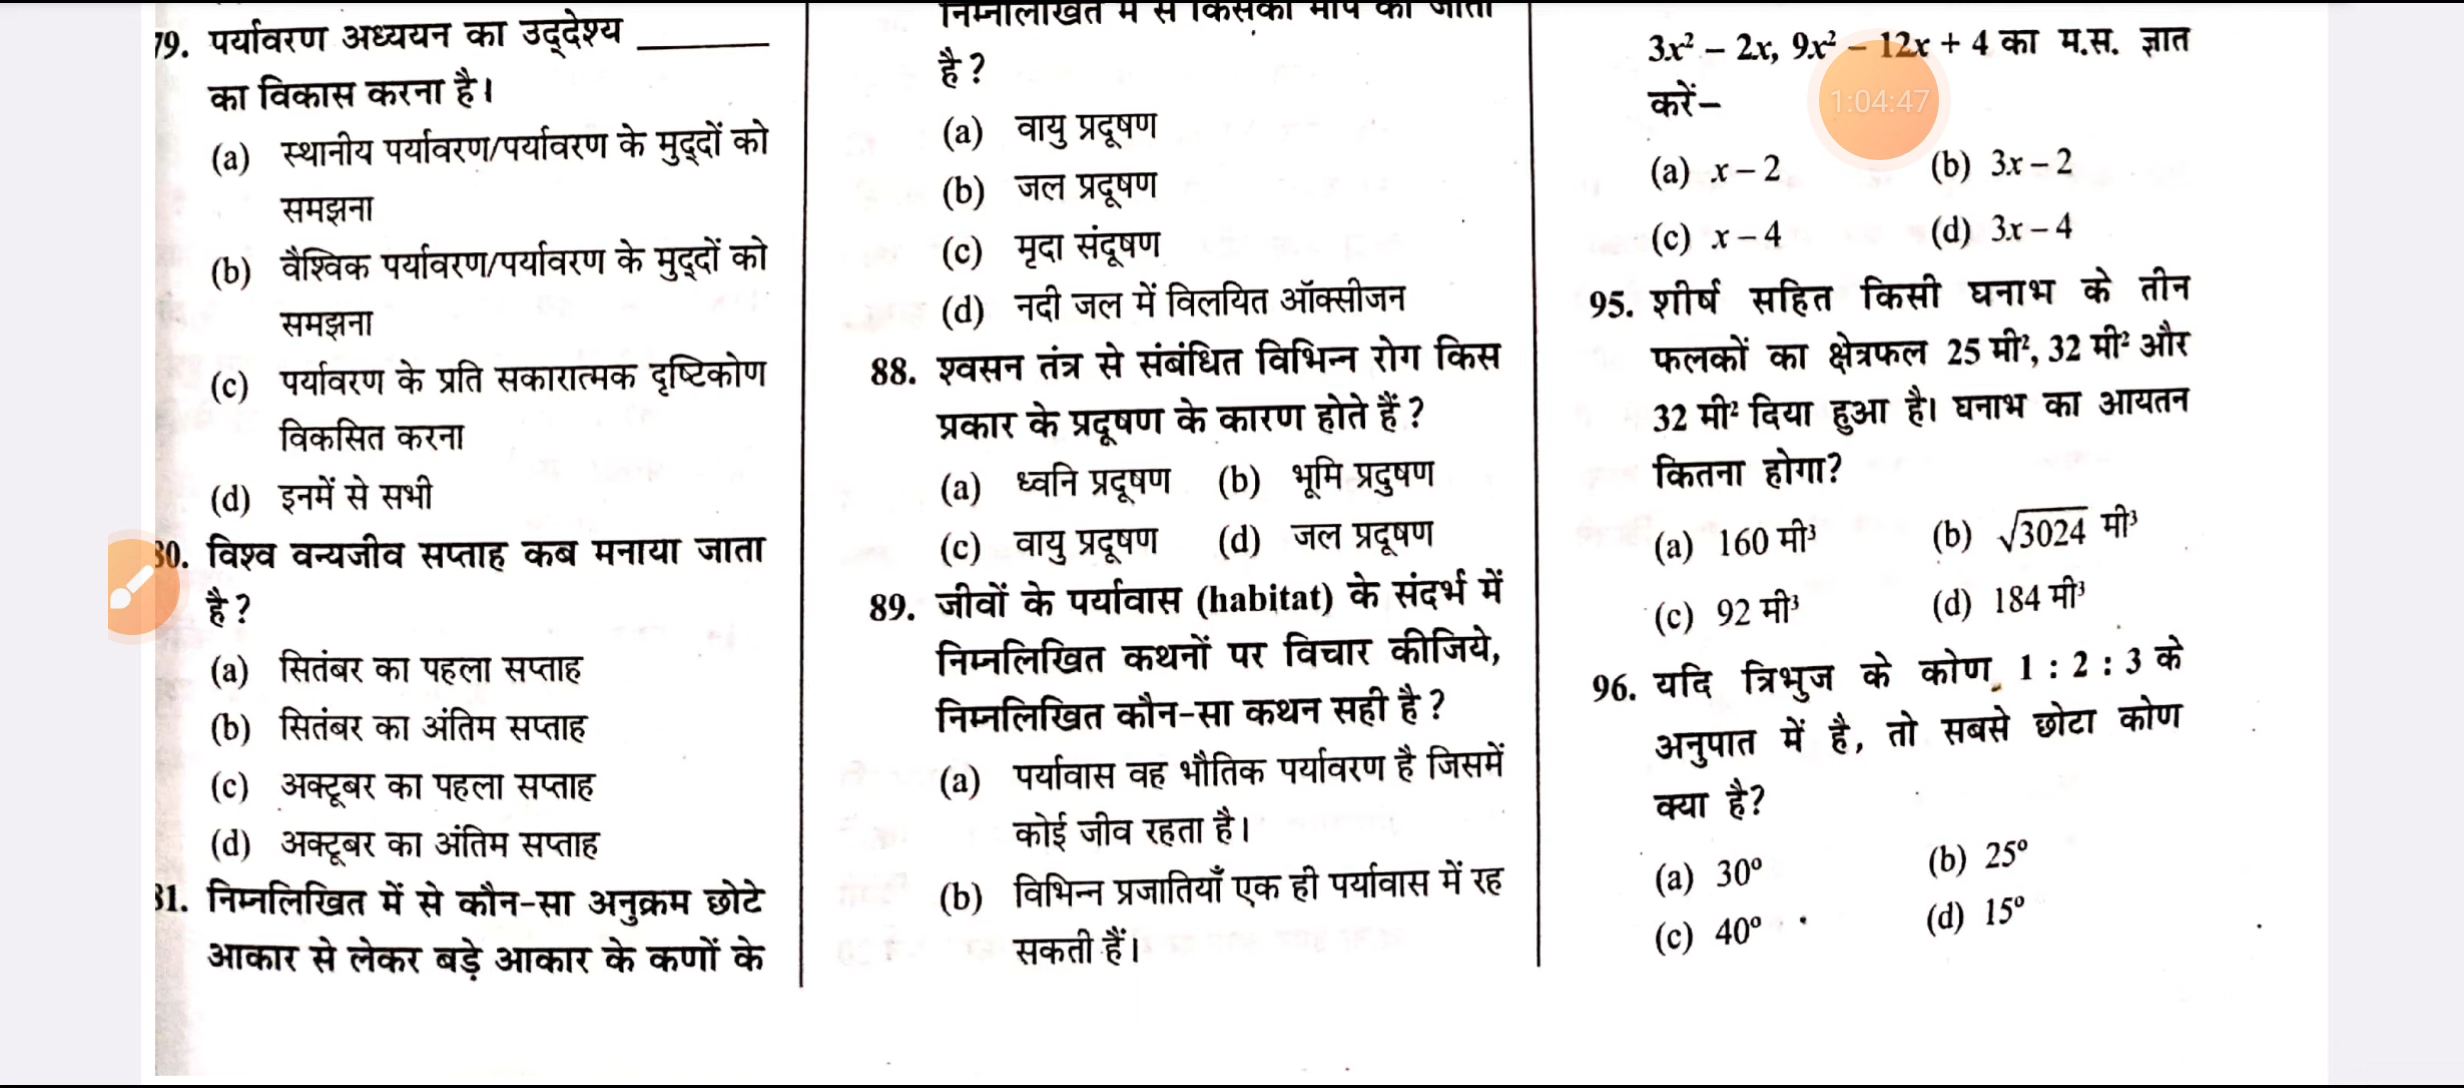 79. पर्यावरण अध्ययन का उद्देश्य ______
का विकास करना है।
(a) स्थानीय पर्यावरण/पर्यावरण के मुद्दों को
समझना
(b) वैश्विक पर्यावरण/पर्यावरण के मुद्दों को
समझना
(c) पर्यावरण के प्रति सकारात्मक दृष्टिकोण
विकसित करना
(d) इनमें से सभी
80. विश्व वन्यजीव सप्ताह कब मनाया जाता
है ?
(a) सितंबर का पहला सप्ताह
(b) सितंबर का अंतिम सप्ताह
(c) अक्टूबर का पहला सप्ताह
(d) अक्टूबर का अंतिम सप्ताह
81. निम्नलिखित में से कौन-सा अनुक्रम छोटे
आकार से लेकर बड़े आकार के कणों के
निम्नलिखित में से किसकी माप की जाती
है ?
(a) वायु प्रदूषण
(b) जल प्रदूषण
(c) मृदा संदूषण
(d) नदी जल में विलयित ऑक्सीजन
88. श्वसन तंत्र से संबंधित विभिन्न रोग किस
प्रकार के प्रदूषण के कारण होते हैं ?
(a) ध्वनि प्रदूषण (b) भूमि प्रदुषण
(c) वायु प्रदूषण (d) जल प्रदूषण
89. जीवों के पर्यावास (habitat) के संदर्भ में
निम्नलिखित कथनों पर विचार कीजिये,
निम्नलिखित कौन-सा कथन सही है ?
(a) पर्यावास वह भौतिक पर्यावरण है जिसमें
कोई जीव रहता है।
(b) विभिन्न प्रजातियाँ एक ही पर्यावास में रह
सकती हैं।
3x² – 2x, 9x² – 12x + 4 का म.स. ज्ञात
करें–
1:04:47
(a) x – 2 (b) 3x – 2
(c) x – 4 (d) 3x – 4
95. शीर्ष सहित किसी घनाभ के तीन
फलकों का क्षेत्रफल 25 मी², 32 मी² और
32 मी² दिया हुआ है। घनाभ का आयतन
कितना होगा?
(a) 160 मी³ (b) √3024 मी³
(c) 92 मी³ (d) 184 मी³
96. यदि त्रिभुज के कोण 1 : 2 : 3 के
अनुपात में है, तो सबसे छोटा कोण
क्या है?
(a) 30° (b) 25°
(c) 40° (d) 15°